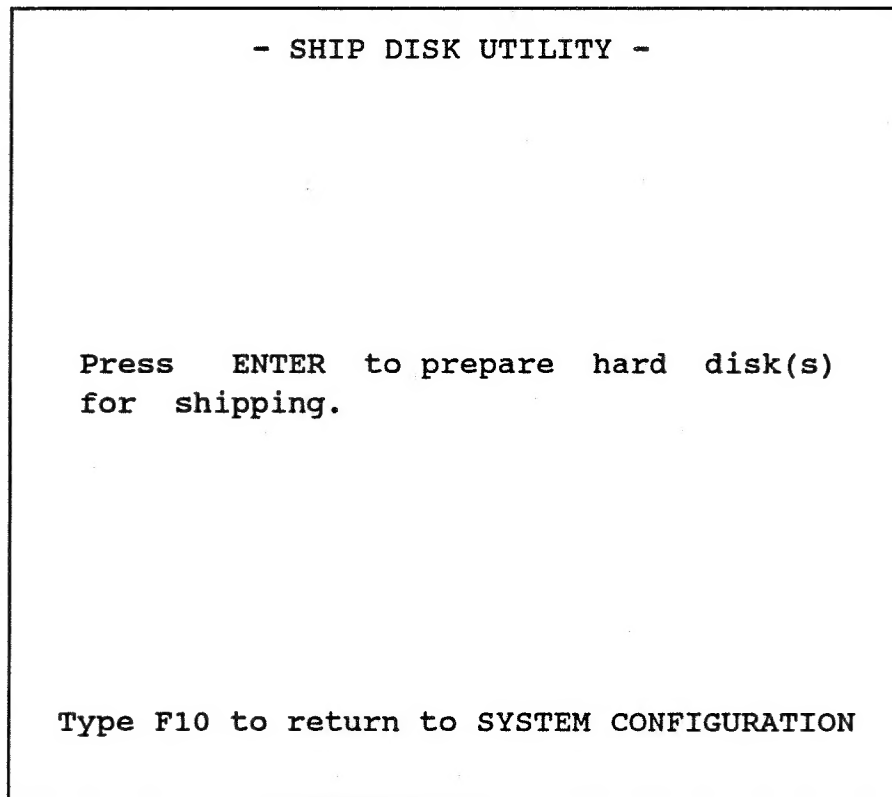 - SHIP DISK UTILITY -
Press ENTER to prepare hard disk(s)
for shipping.
Type F10 to return to SYSTEM CONFIGURATION